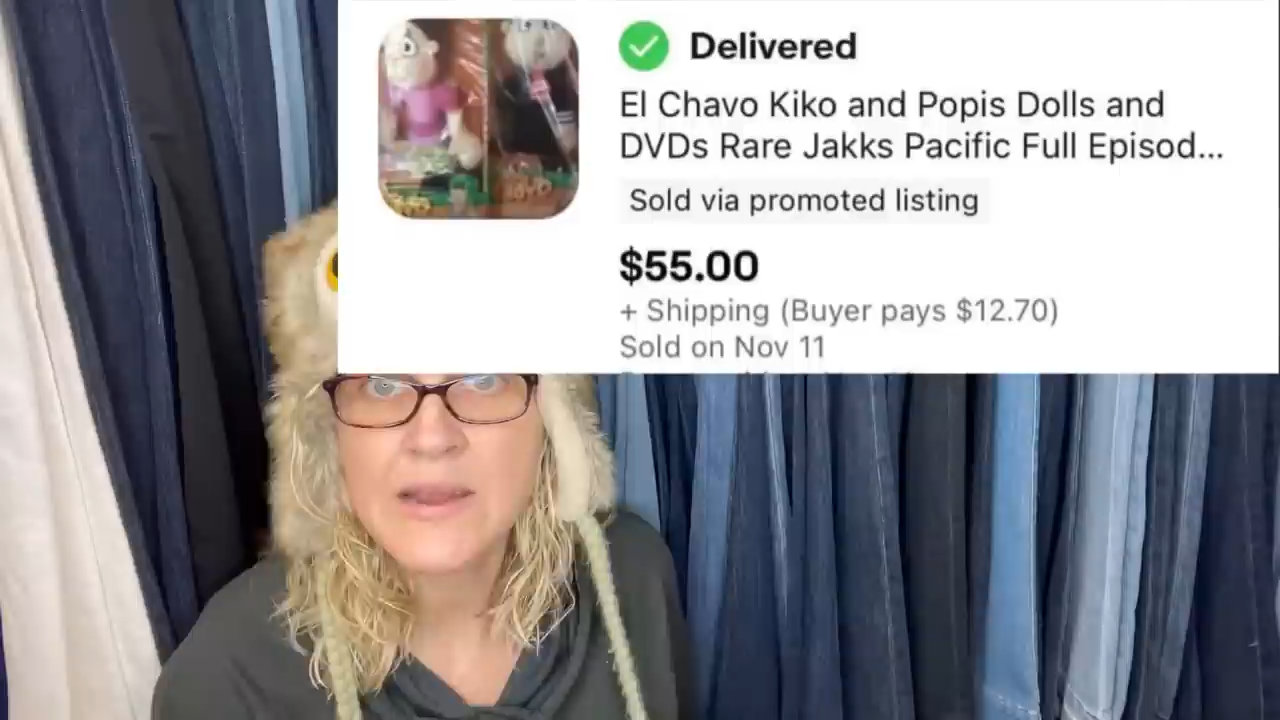 Delivered
El Chavo Kiko and Popis Dolls and
DVDs Rare Jakks Pacific Full Episod...
Sold via promoted listing
$55.00
+ Shipping (Buyer pays $12.70)
Sold on Nov 11